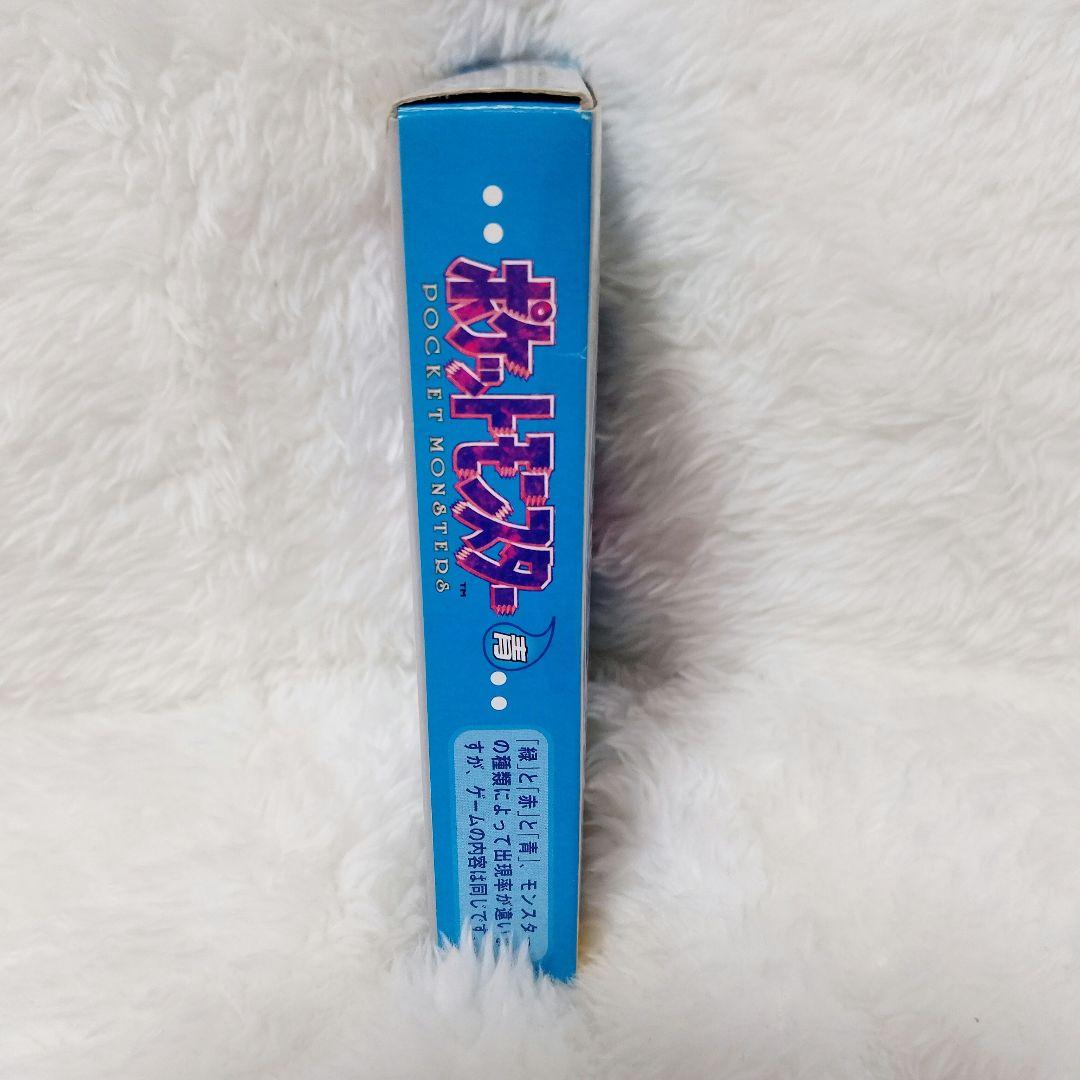 ポケットモンスター
POCKET MONSTERS™
青
「緑」と「赤」と「青」、モンスター
の種類によって出現率が違いま
すが、ゲームの内容は同じです